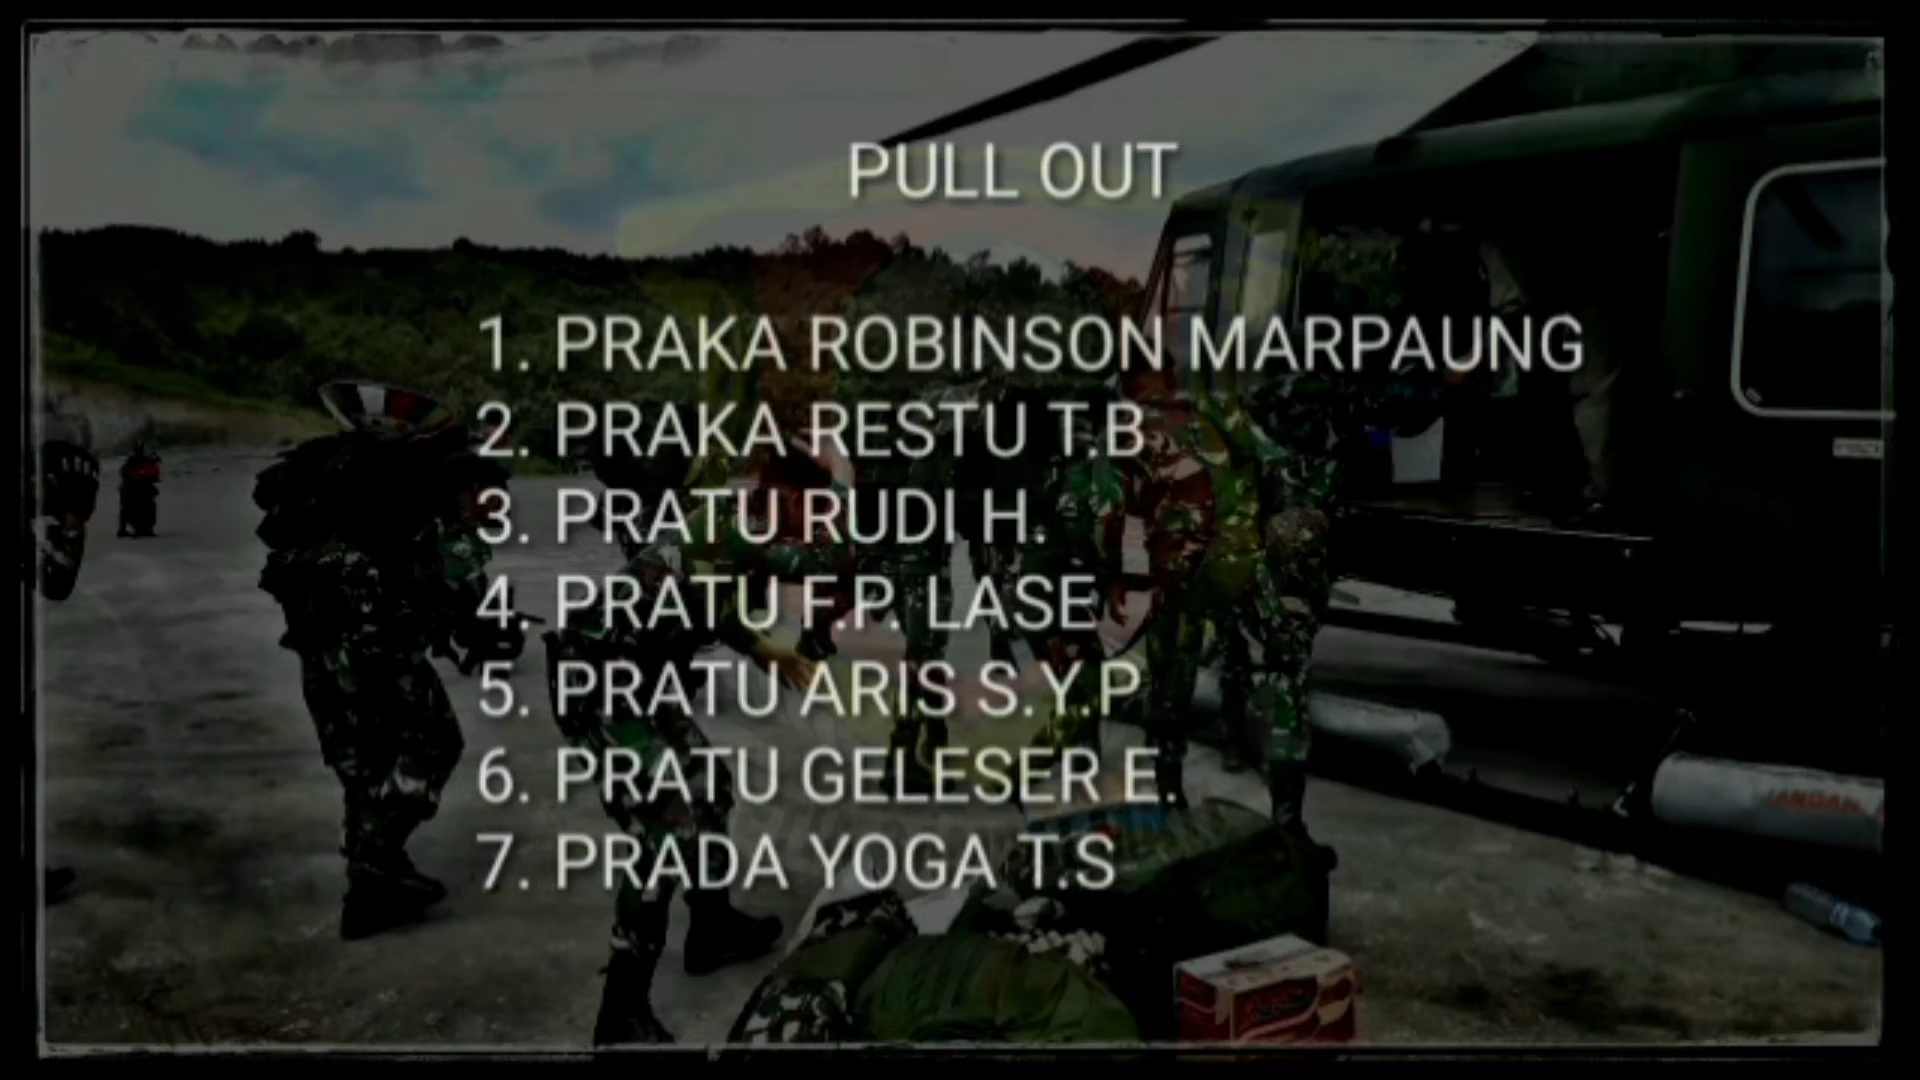 PULL OUT
1. PRAKA ROBINSON MARPAUNG
2. PRAKA RESTU T.B
3. PRATU RUDI H.
4. PRATU F.P. LASE
5. PRATU ARIS S.Y.P
6. PRATU GELESER E.
7. PRADA YOGA T.S